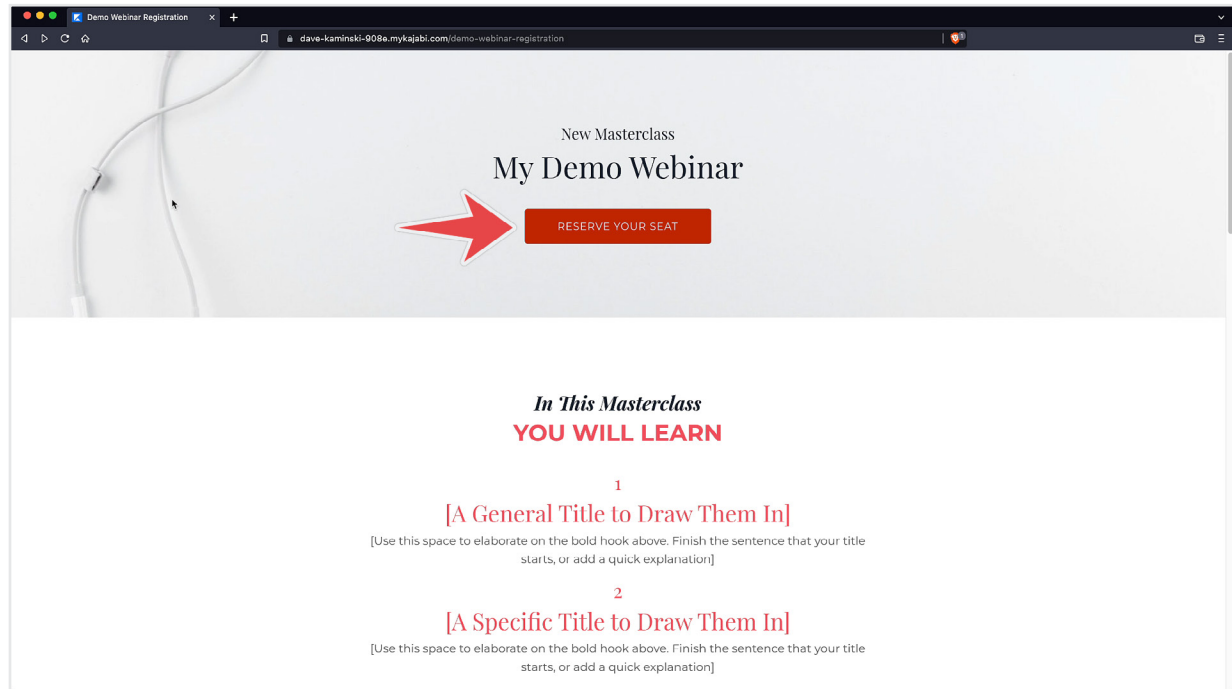 Demo Webinar Registration
dave-kaminski-908e.mykajabi.com/demo-webinar-registration
New Masterclass
My Demo Webinar
RESERVE YOUR SEAT
In This Masterclass
YOU WILL LEARN
1
[A General Title to Draw Them In]
[Use this space to elaborate on the bold hook above. Finish the sentence that your title
starts, or add a quick explanation]
2
[A Specific Title to Draw Them In]
[Use this space to elaborate on the bold hook above. Finish the sentence that your title
starts, or add a quick explanation]